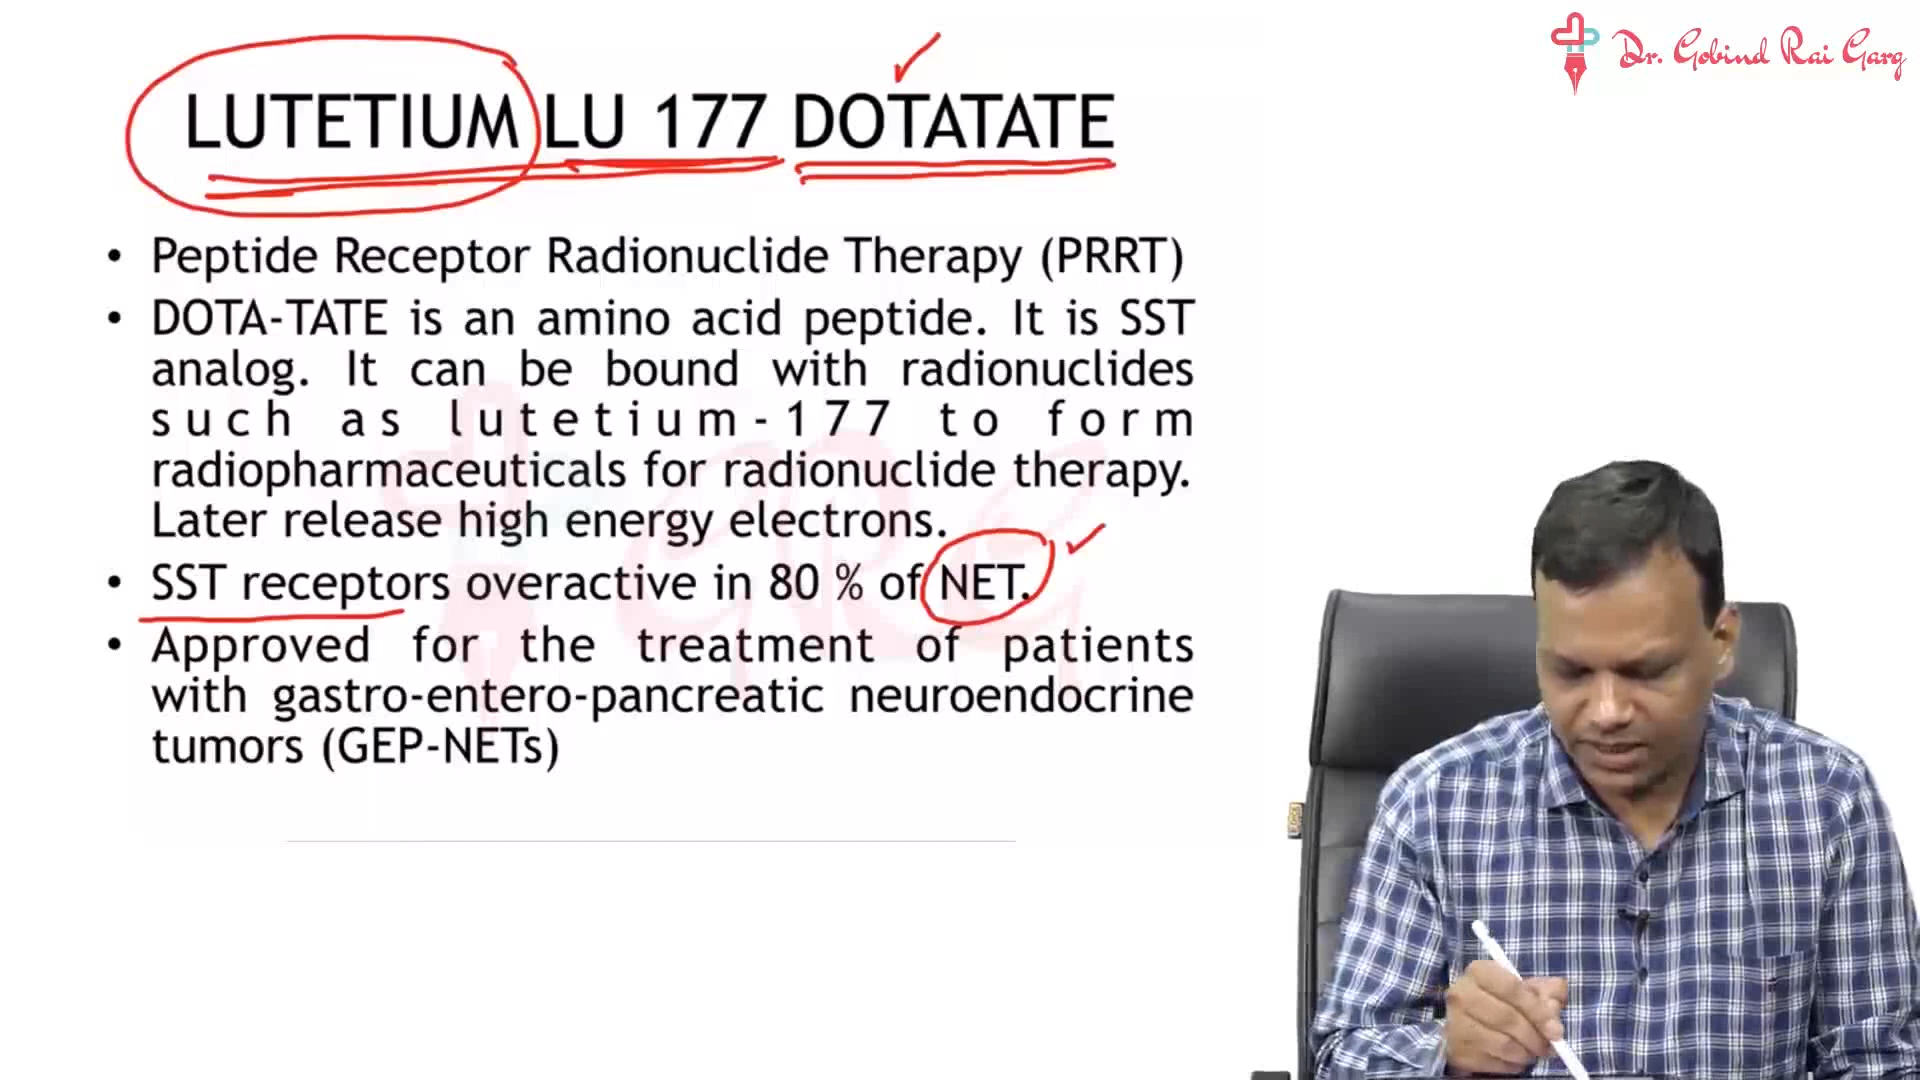 Dr. Gobind Rai Garg
LUTETIUM LU 177 DOTATATE
• Peptide Receptor Radionuclide Therapy (PRRT)
• DOTA-TATE is an amino acid peptide. It is SST
analog. It can be bound with radionuclides
such as lutetium-177 to form
radiopharmaceuticals for radionuclide therapy.
Later release high energy electrons.
• SST receptors overactive in 80 % of NET.
• Approved for the treatment of patients
with gastro-entero-pancreatic neuroendocrine
tumors (GEP-NETs)